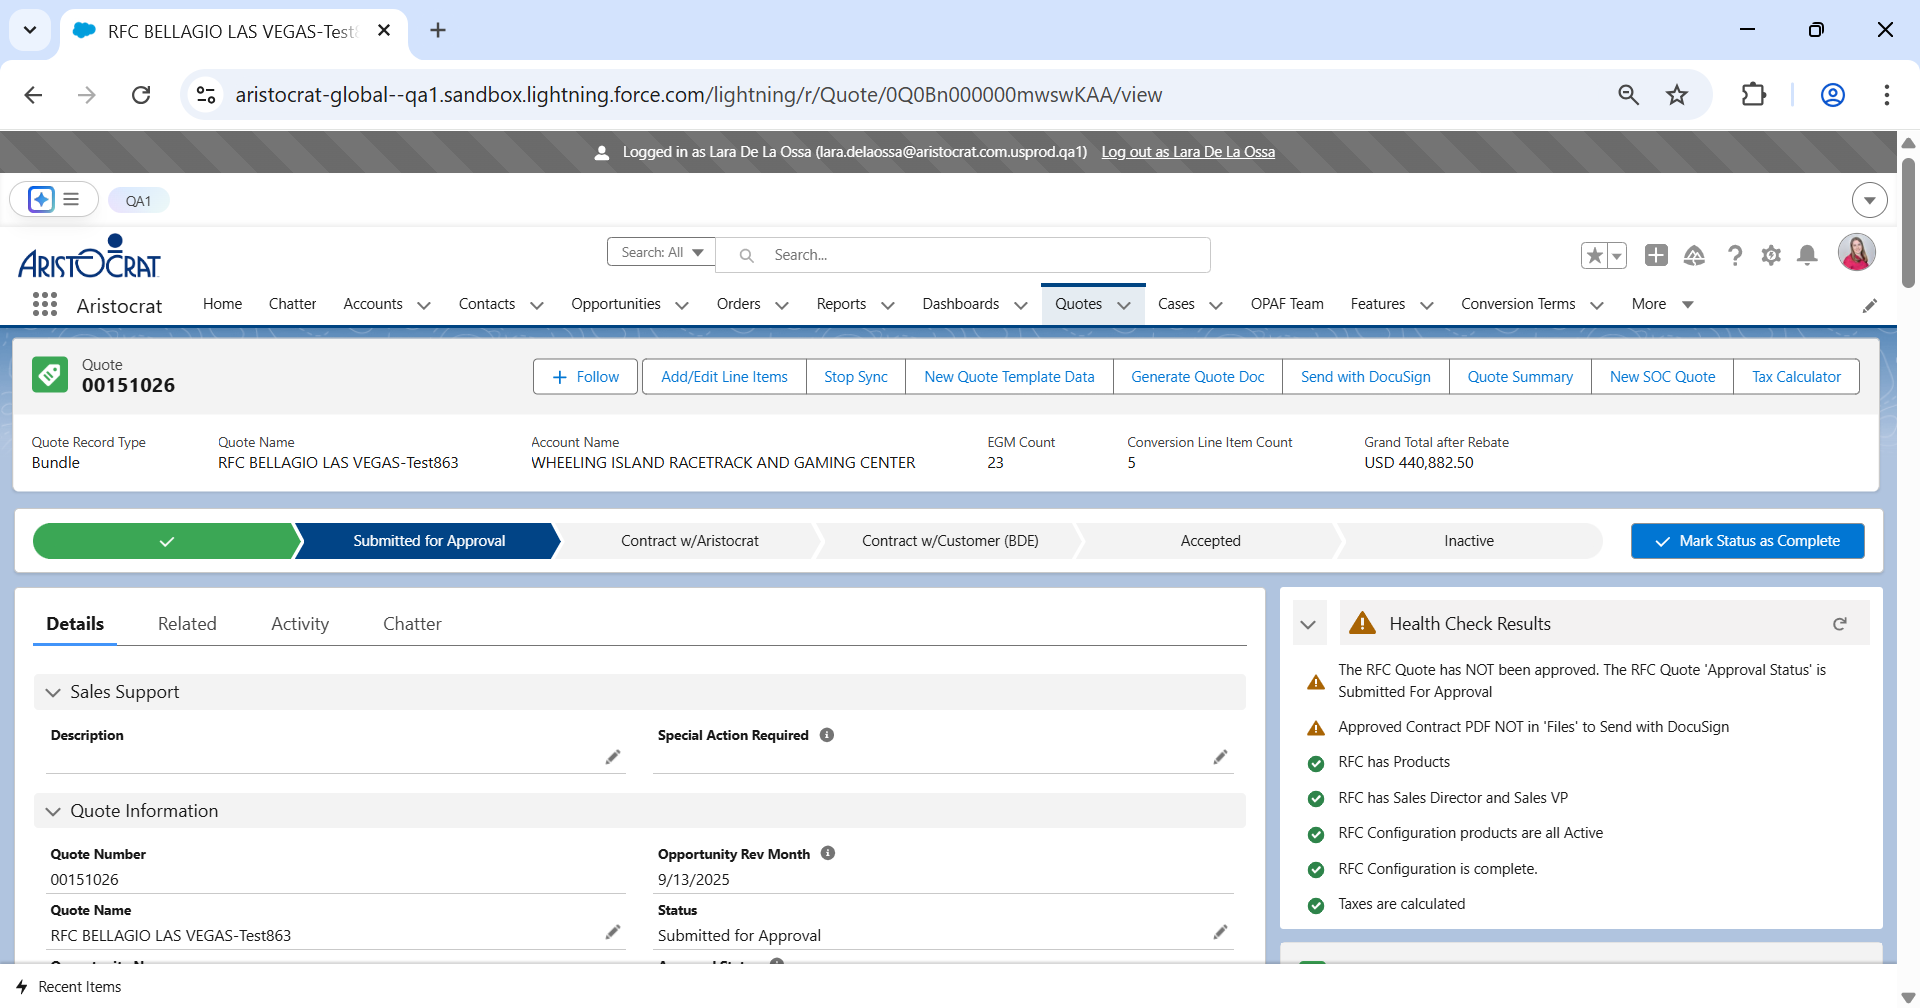 RFC BELLAGIO LAS VEGAS-Test
aristocrat-global--qa1.sandbox.lightning.force.com/lightning/r/Quote/0Q0Bn000000mwswKAA/view
Logged in as Lara De La Ossa (lara.delaossa@aristocrat.com.usprod.qa1) Log out as Lara De La Ossa
QA1
ARISTOCRAT
Search: All
Search...
Aristocrat
Home Chatter Accounts Contacts Opportunities Orders Reports Dashboards Quotes Cases OPAF Team Features Conversion Terms More
Quote
00151026
Follow Add/Edit Line Items Stop Sync New Quote Template Data Generate Quote Doc Send with DocuSign Quote Summary New SOC Quote Tax Calculator
Quote Record Type Quote Name Account Name EGM Count Conversion Line Item Count Grand Total after Rebate
Bundle RFC BELLAGIO LAS VEGAS-Test863 WHEELING ISLAND RACETRACK AND GAMING CENTER 23 5 USD 440,882.50
Submitted for Approval Contract w/Aristocrat Contract w/Customer (BDE) Accepted Inactive Mark Status as Complete
Details Related Activity Chatter
Sales Support
Description Special Action Required
Quote Information
Quote Number Opportunity Rev Month
00151026 9/13/2025
Quote Name Status
RFC BELLAGIO LAS VEGAS-Test863 Submitted for Approval
Health Check Results
The RFC Quote has NOT been approved. The RFC Quote 'Approval Status' is
Submitted For Approval
Approved Contract PDF NOT in 'Files' to Send with DocuSign
RFC has Products
RFC has Sales Director and Sales VP
RFC Configuration products are all Active
RFC Configuration is complete.
Taxes are calculated
Recent Items